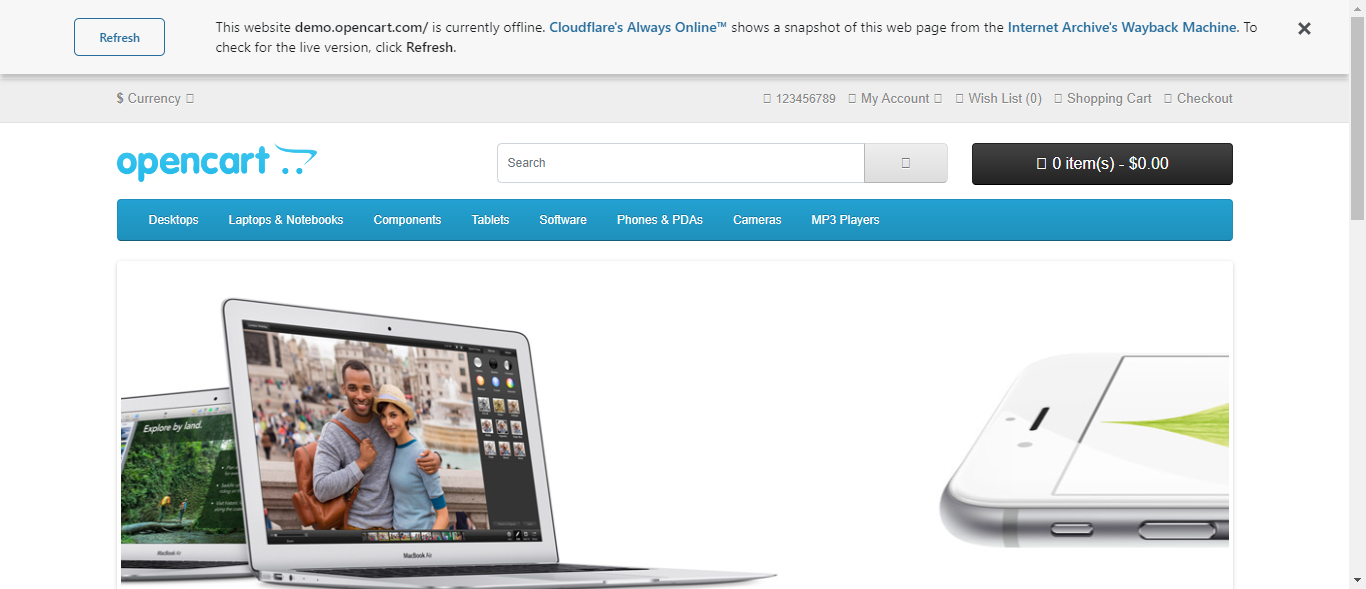 Refresh
This website demo.opencart.com/ is currently offline. Cloudflare's Always Online™ shows a snapshot of this web page from the Internet Archive's Wayback Machine. To
check for the live version, click Refresh.
$ Currency
123456789 My Account Wish List (0) Shopping Cart Checkout
opencart
Search
0 item(s) - $0.00
Desktops Laptops & Notebooks Components Tablets Software Phones & PDAs Cameras MP3 Players
Explore by land.
MacBook Air
MacBook Air